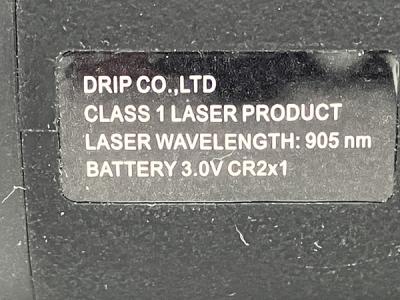 DRIP CO.,LTD
CLASS 1 LASER PRODUCT
LASER WAVELENGTH: 905 nm
BATTERY 3.0V CR2x1